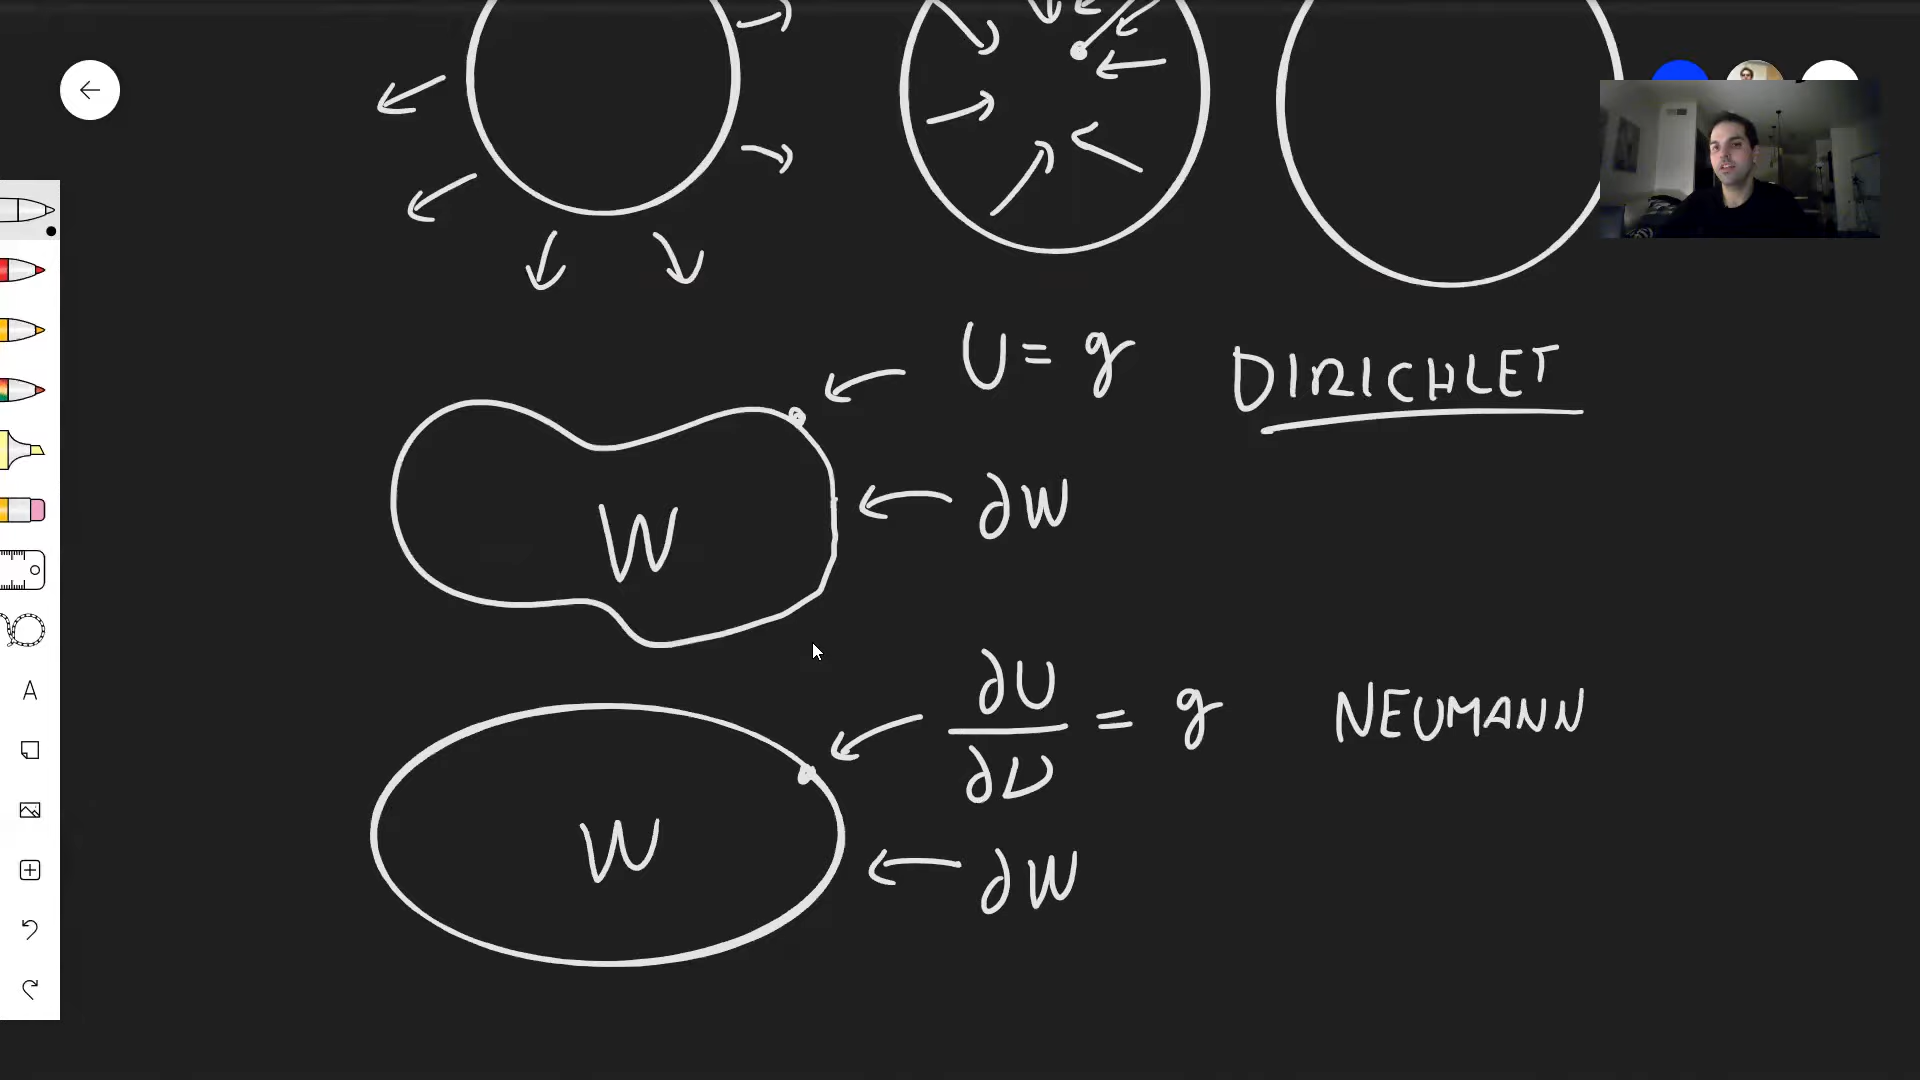 U = g DIRICHLET
W
∂W
∂U/∂ν = g NEUMANN
W
∂W
A